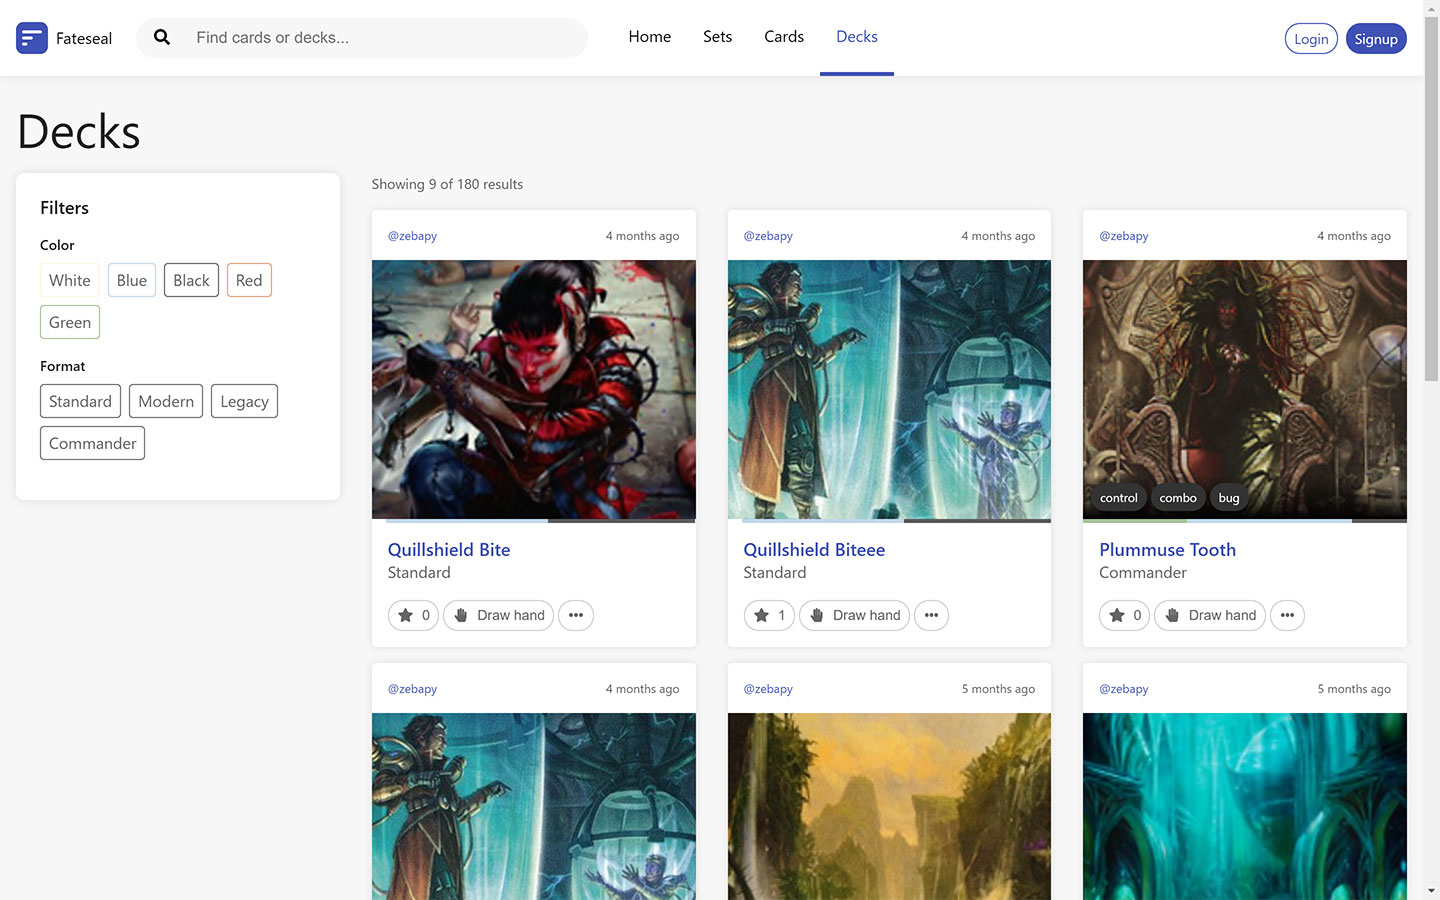 Fateseal
Find cards or decks...
Home
Sets
Cards
Decks
Login
Signup
Decks
Filters
Color
White
Blue
Black
Red
Green
Format
Standard
Modern
Legacy
Commander
Showing 9 of 180 results
@zebapy
4 months ago
Quillshield Bite
Standard
0
Draw hand
@zebapy
4 months ago
Quillshield Biteee
Standard
1
Draw hand
@zebapy
4 months ago
control
combo
bug
Plummuse Tooth
Commander
0
Draw hand
@zebapy
4 months ago
@zebapy
5 months ago
@zebapy
5 months ago